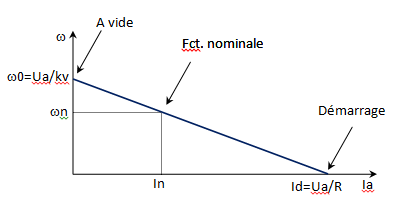 A vide
ω
Fct. nominale
ω0=Ua/kv
ωn
Démarrage
In
Id=Ua/R
Ia